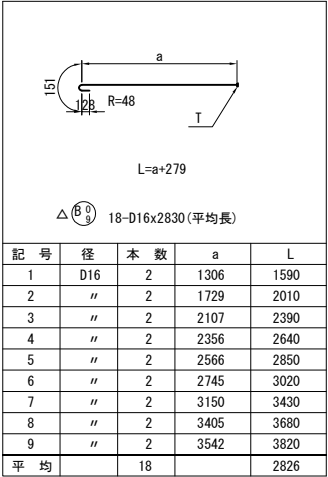 a
151
128
R=48
T
L=a+279
△ B 0 9 18-D16x2830(平均長)
記 号 径 本 数 a L
1 D16 2 1306 1590
2 〃 2 1729 2010
3 〃 2 2107 2390
4 〃 2 2356 2640
5 〃 2 2566 2850
6 〃 2 2745 3020
7 〃 2 3150 3430
8 〃 2 3405 3680
9 〃 2 3542 3820
平 均 18 2826